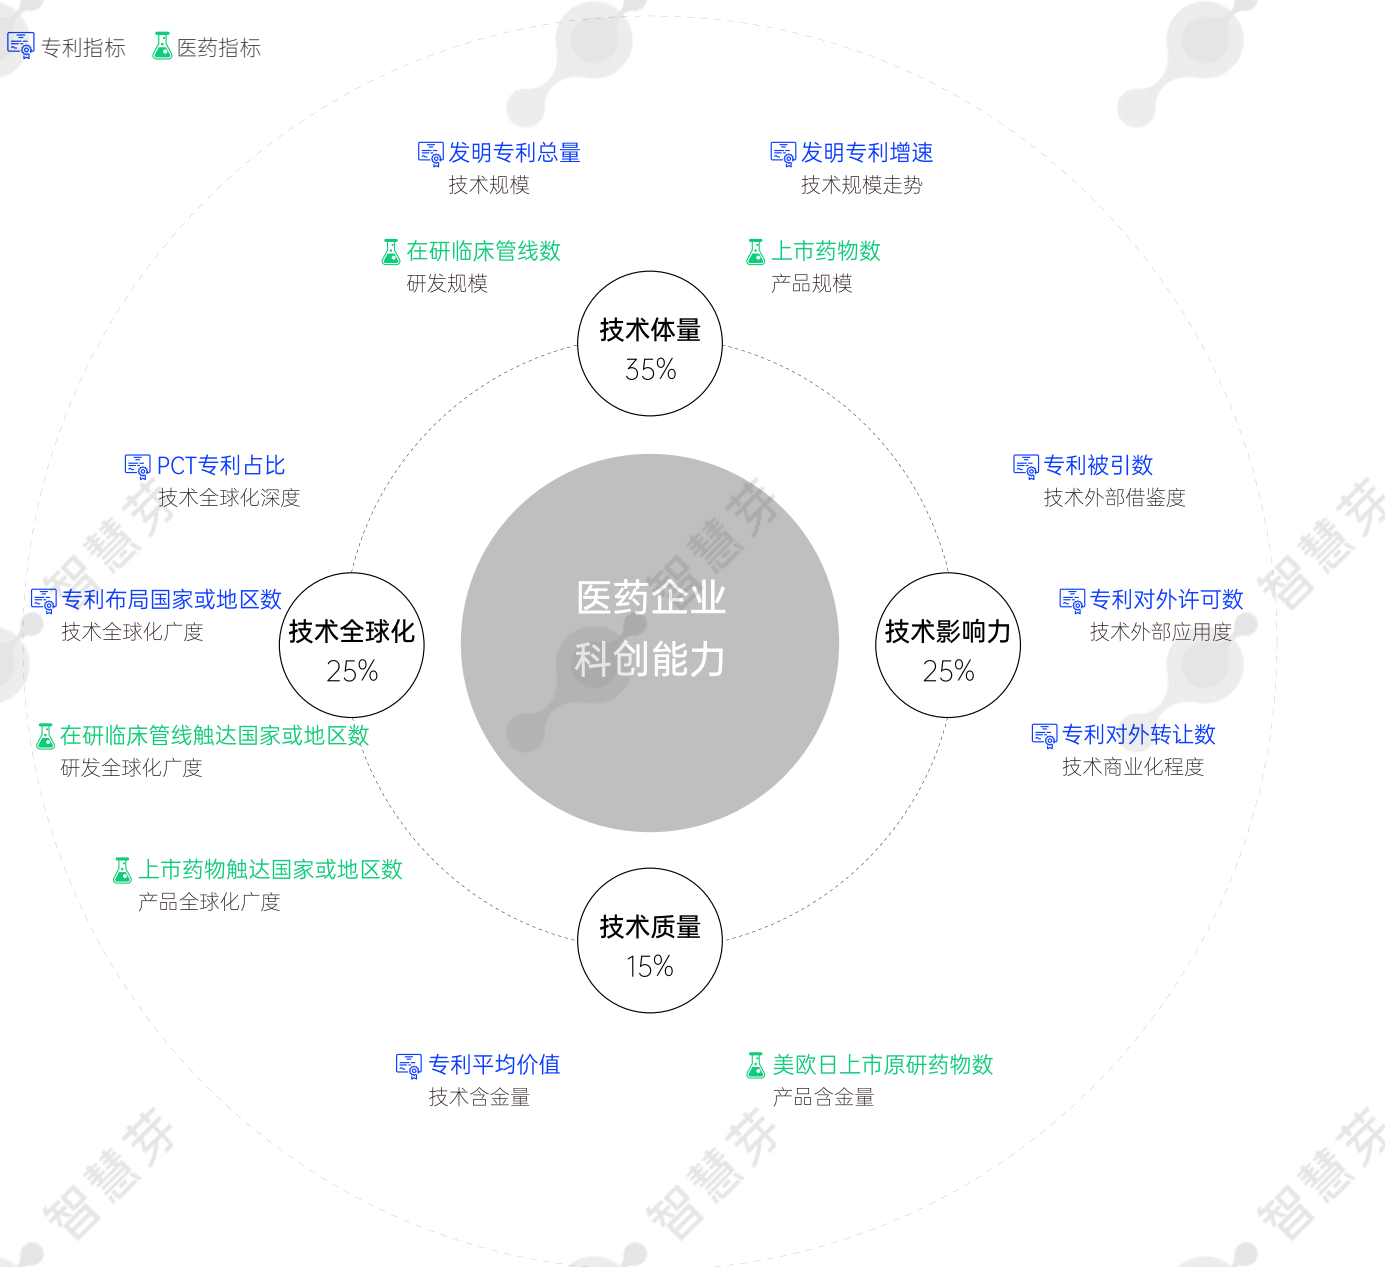 专利指标
医药指标
发明专利总量
技术规模
发明专利增速
技术规模走势
在研临床管线数
研发规模
上市药物数
产品规模
技术体量
35%
PCT专利占比
技术全球化深度
专利被引数
技术外部借鉴度
专利布局国家或地区数
技术全球化广度
技术全球化
25%
医药企业
科创能力
技术影响力
25%
专利对外许可数
技术外部应用度
在研临床管线触达国家或地区数
研发全球化广度
专利对外转让数
技术商业化程度
上市药物触达国家或地区数
产品全球化广度
技术质量
15%
专利平均价值
技术含金量
美欧日上市原研药物数
产品含金量
智慧芽
智慧芽
智慧芽
智慧芽
智慧芽
智慧芽